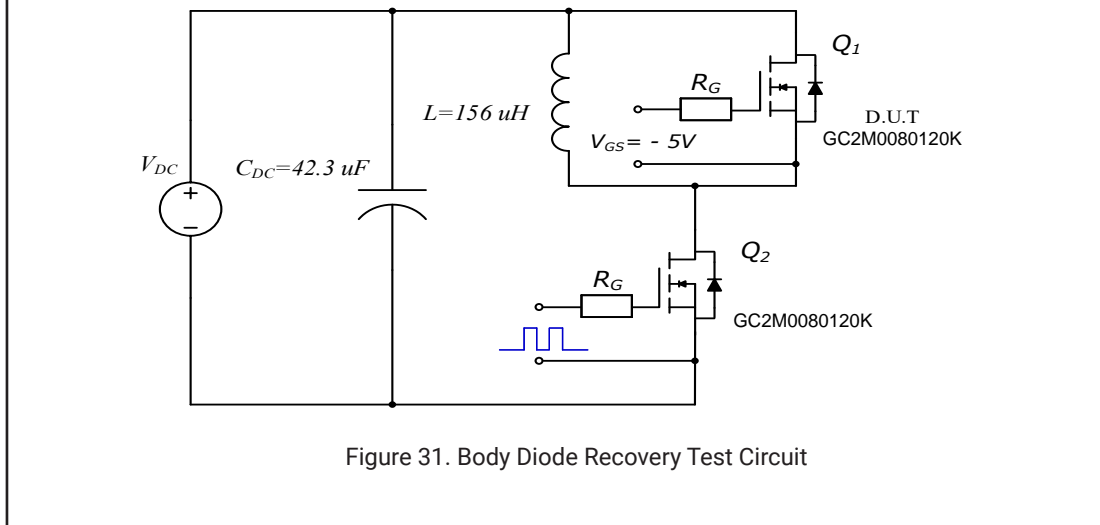 Q1
RG
L=156 uH
D.U.T
GC2M0080120K
VGS= - 5V
VDC
CDC=42.3 uF
+
−
Q2
RG
GC2M0080120K
Figure 31. Body Diode Recovery Test Circuit